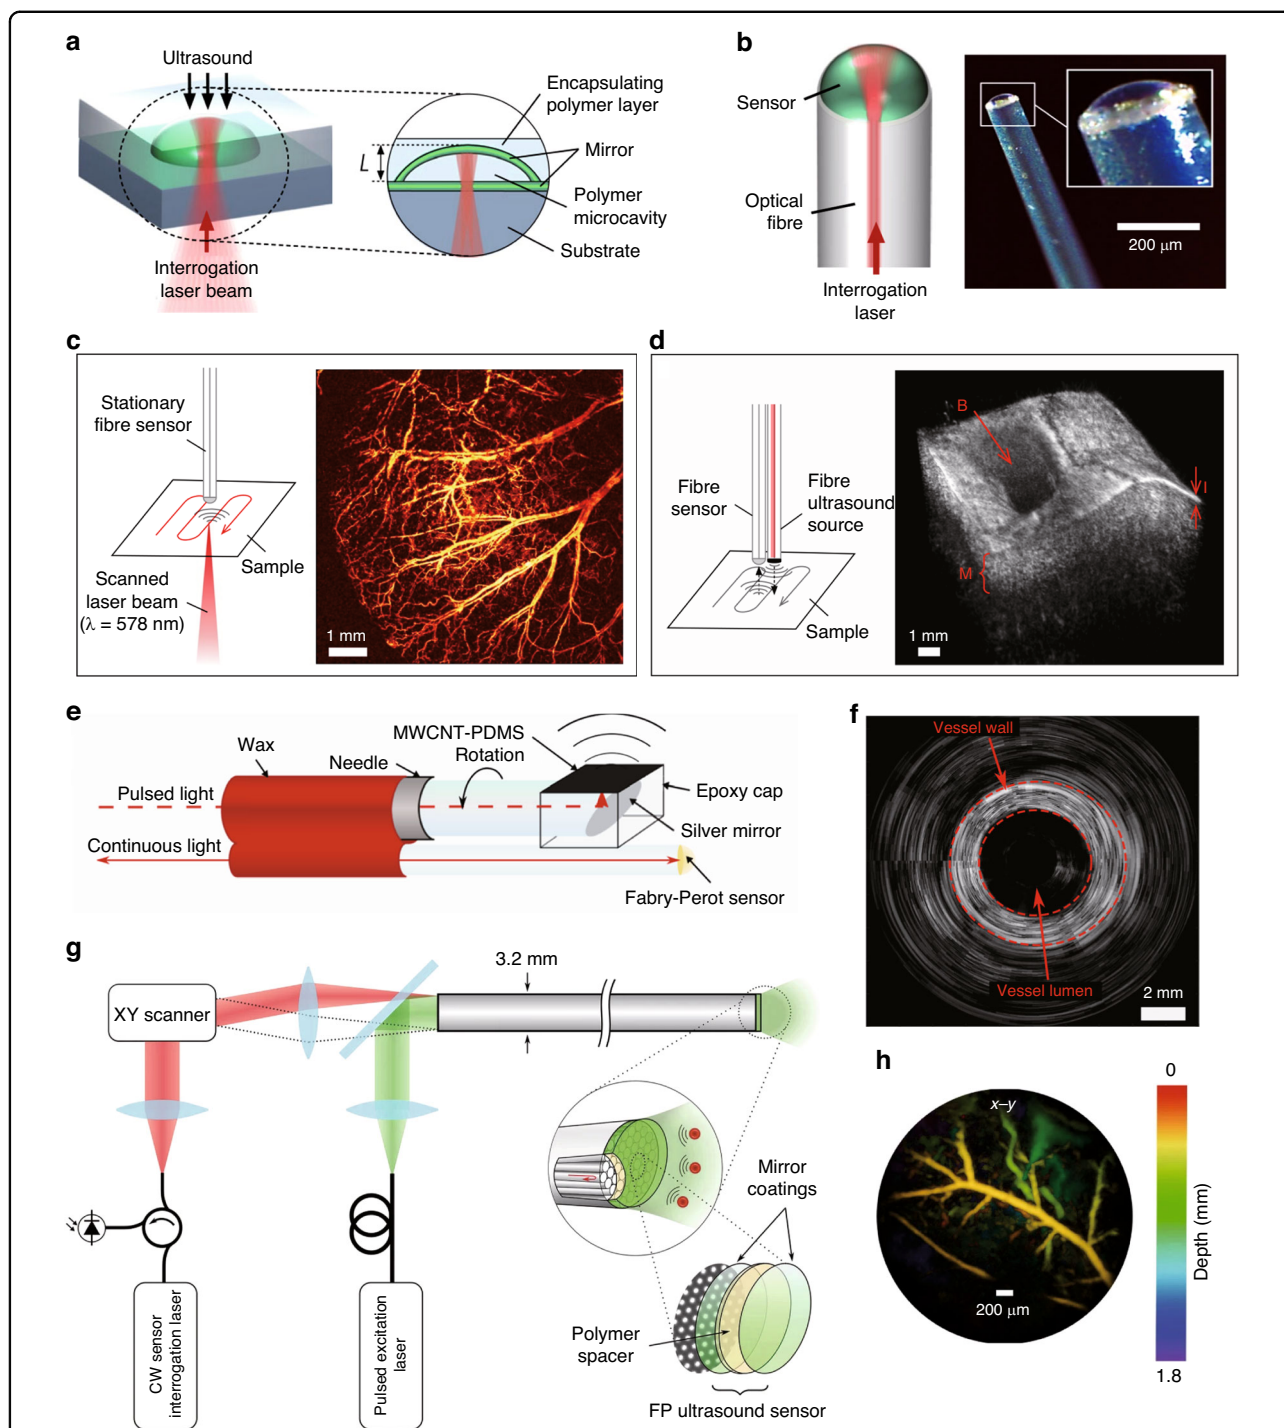 a
Ultrasound
Encapsulating
polymer layer
Mirror
L
Polymer
microcavity
Substrate
Interrogation
laser beam
b
Sensor
Optical
fibre
Interrogation
laser
200 μm
c
Stationary
fibre sensor
Sample
Scanned
laser beam
(λ = 578 nm)
1 mm
d
Fibre
sensor
Fibre
ultrasound
source
Sample
B
I
M
1 mm
e
MWCNT-PDMS
Rotation
Wax
Needle
Pulsed light
Epoxy cap
Silver mirror
Continuous light
Fabry-Perot sensor
f
Vessel wall
Vessel lumen
2 mm
g
3.2 mm
XY scanner
CW sensor
interrogation laser
Pulsed excitation
laser
Mirror
coatings
Polymer
spacer
FP ultrasound sensor
h
x–y
200 μm
0
Depth (mm)
1.8